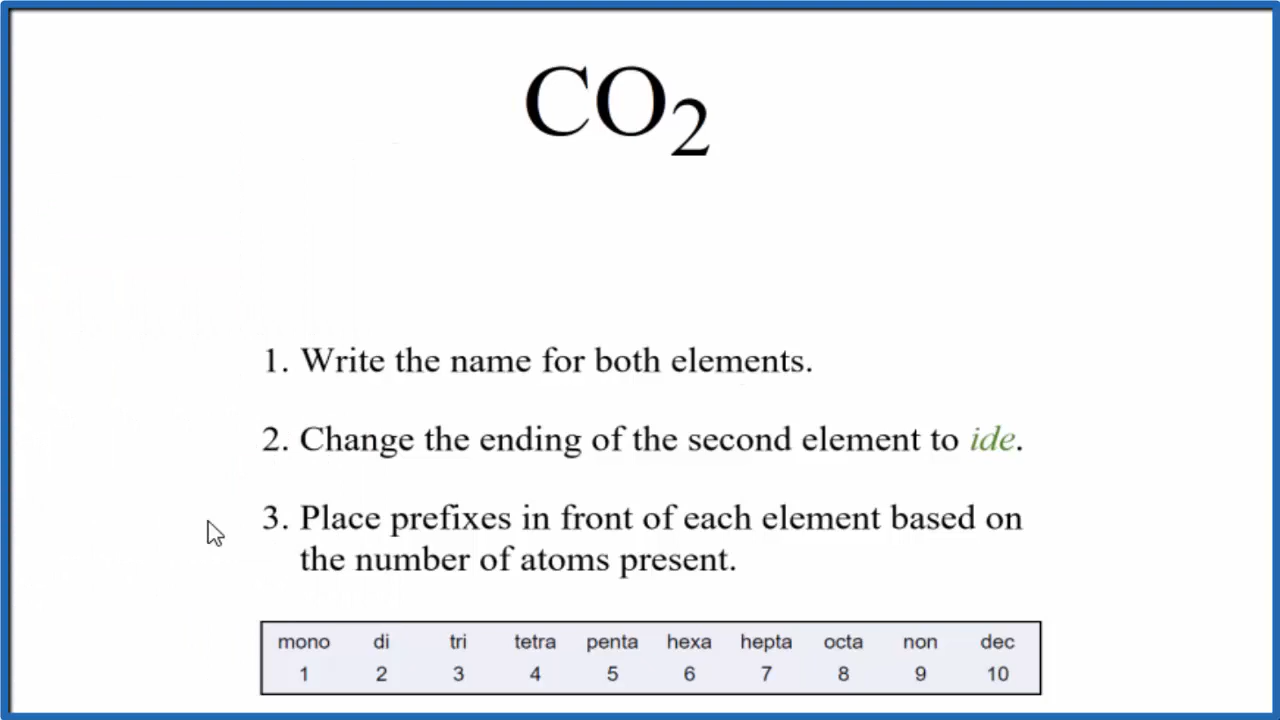 CO₂
1. Write the name for both elements.
2. Change the ending of the second element to ide.
3. Place prefixes in front of each element based on
the number of atoms present.
mono di tri tetra penta hexa hepta octa non dec
1 2 3 4 5 6 7 8 9 10